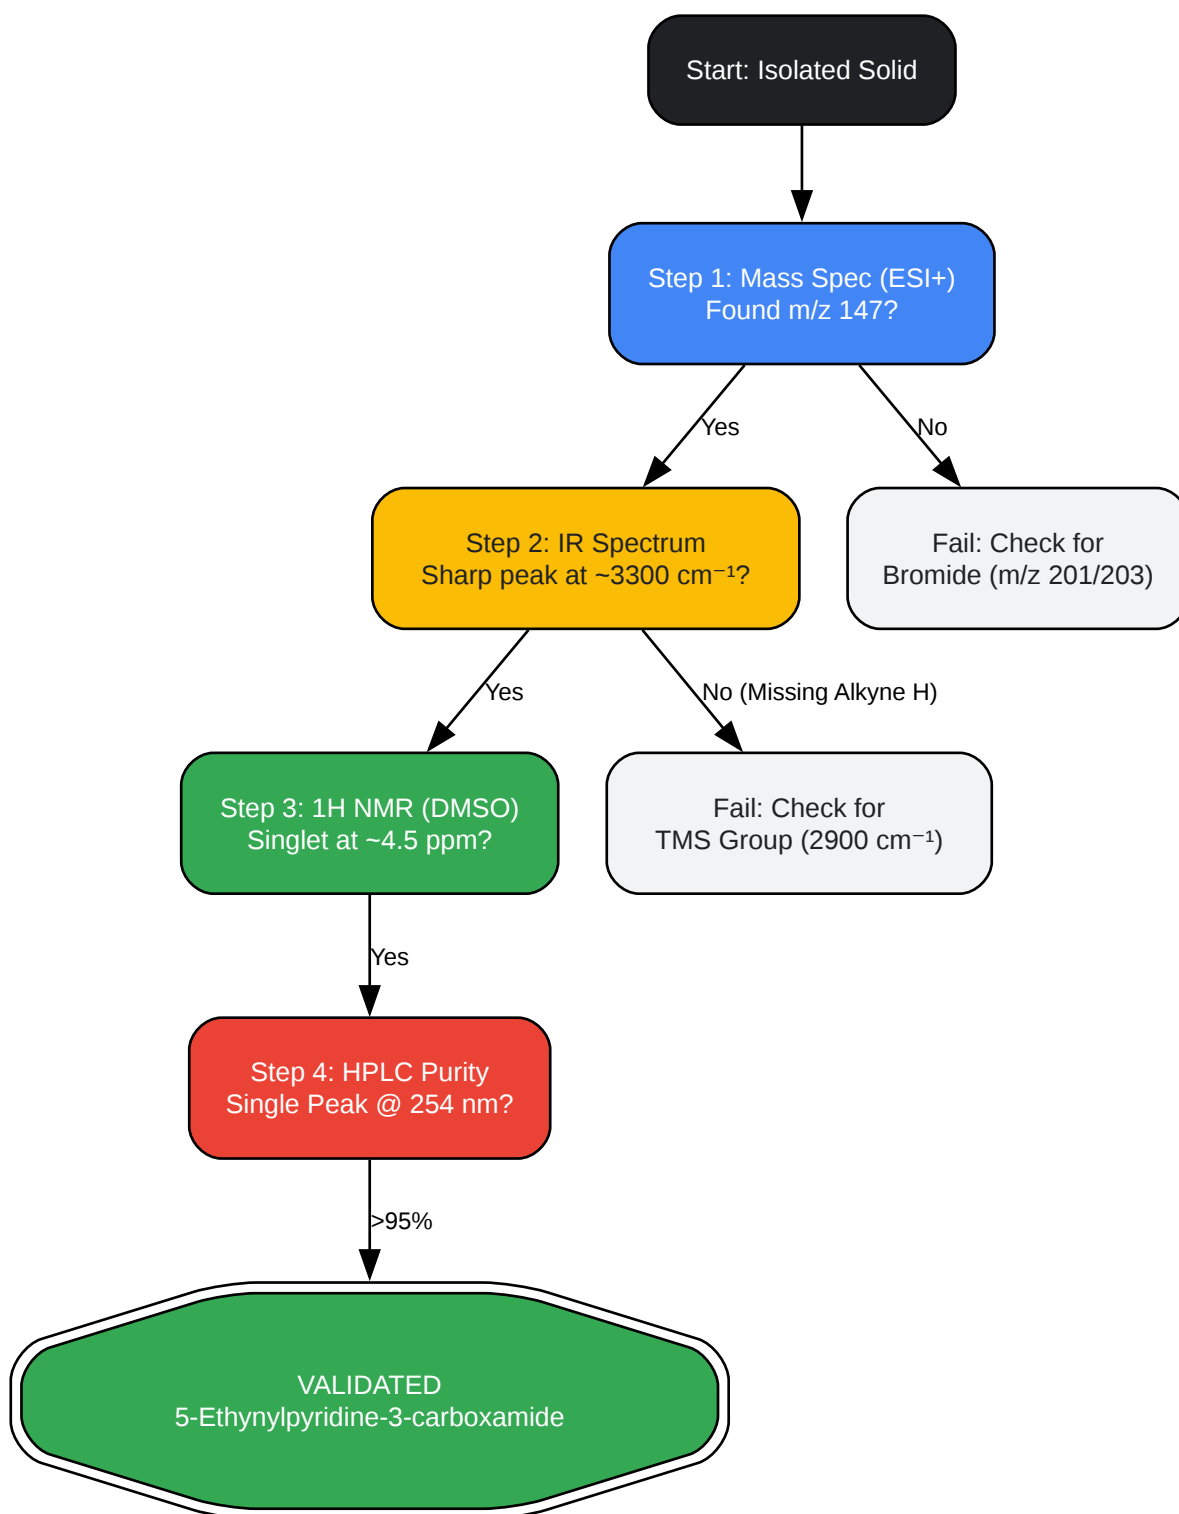 Start: Isolated Solid
Step 1: Mass Spec (ESI+)
Found m/z 147?
Yes
No
Step 2: IR Spectrum
Sharp peak at ~3300 cm⁻¹?
Fail: Check for
Bromide (m/z 201/203)
Yes
No (Missing Alkyne H)
Step 3: 1H NMR (DMSO)
Singlet at ~4.5 ppm?
Fail: Check for
TMS Group (2900 cm⁻¹)
Yes
Step 4: HPLC Purity
Single Peak @ 254 nm?
>95%
VALIDATED
5-Ethynylpyridine-3-carboxamide